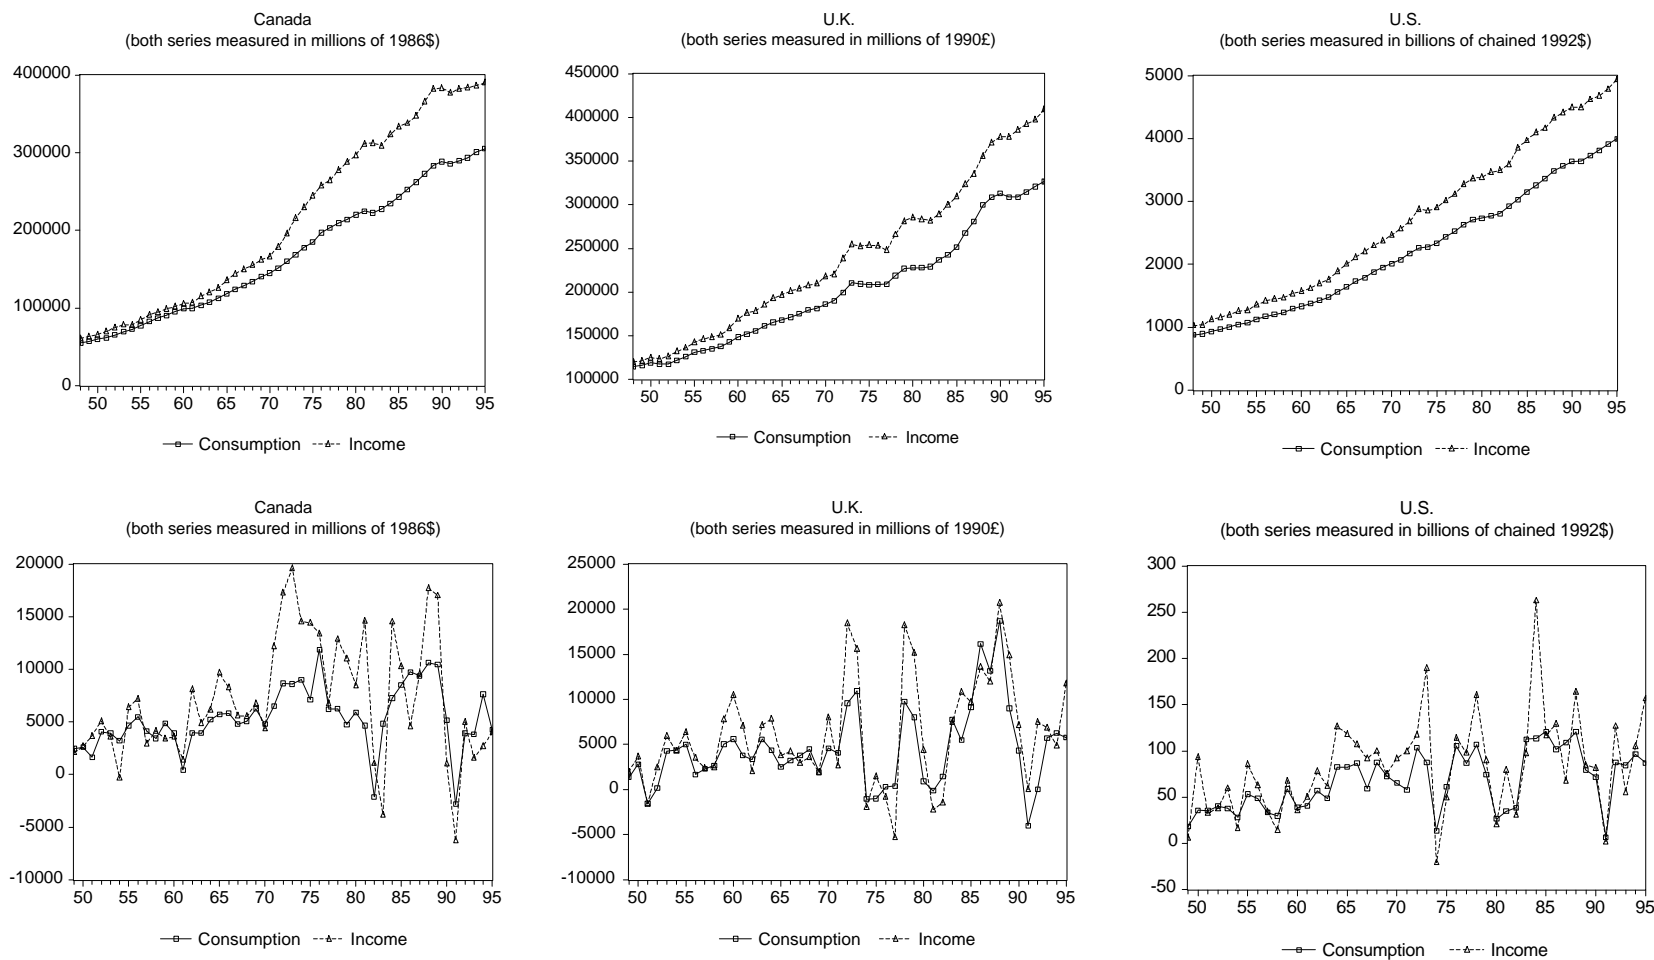 Canada
(both series measured in millions of 1986$)
400000
300000
200000
100000
0
50 55 60 65 70 75 80 85 90 95
Consumption Income
U.K.
(both series measured in millions of 1990£)
450000
400000
350000
300000
250000
200000
150000
100000
50 55 60 65 70 75 80 85 90 95
Consumption Income
U.S.
(both series measured in billions of chained 1992$)
5000
4000
3000
2000
1000
0
50 55 60 65 70 75 80 85 90 95
Consumption Income
Canada
(both series measured in millions of 1986$)
20000
15000
10000
5000
0
-5000
-10000
50 55 60 65 70 75 80 85 90 95
Consumption Income
U.K.
(both series measured in millions of 1990£)
25000
20000
15000
10000
5000
0
-5000
-10000
50 55 60 65 70 75 80 85 90 95
Consumption Income
U.S.
(both series measured in billions of chained 1992$)
300
250
200
150
100
50
0
-50
50 55 60 65 70 75 80 85 90 95
Consumption Income